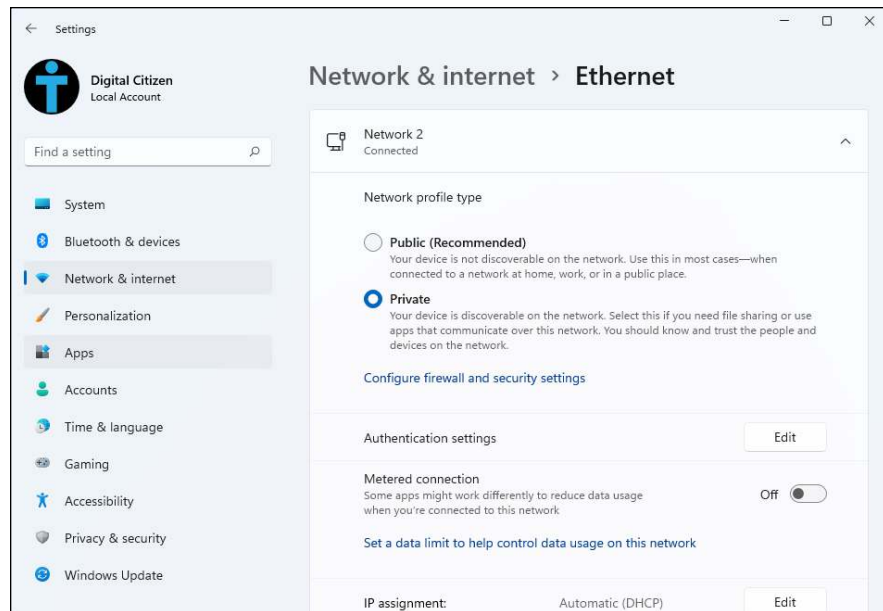 Settings
Digital Citizen
Local Account
Find a setting
System
Bluetooth & devices
Network & internet
Personalization
Apps
Accounts
Time & language
Gaming
Accessibility
Privacy & security
Windows Update
Network & internet > Ethernet
Network 2
Connected
Network profile type
Public (Recommended)
Your device is not discoverable on the network. Use this in most cases—when
connected to a network at home, work, or in a public place.
Private
Your device is discoverable on the network. Select this if you need file sharing or use
apps that communicate over this network. You should know and trust the people and
devices on the network.
Configure firewall and security settings
Authentication settings
Edit
Metered connection
Some apps might work differently to reduce data usage
when you're connected to this network
Off
Set a data limit to help control data usage on this network
IP assignment:
Automatic (DHCP)
Edit